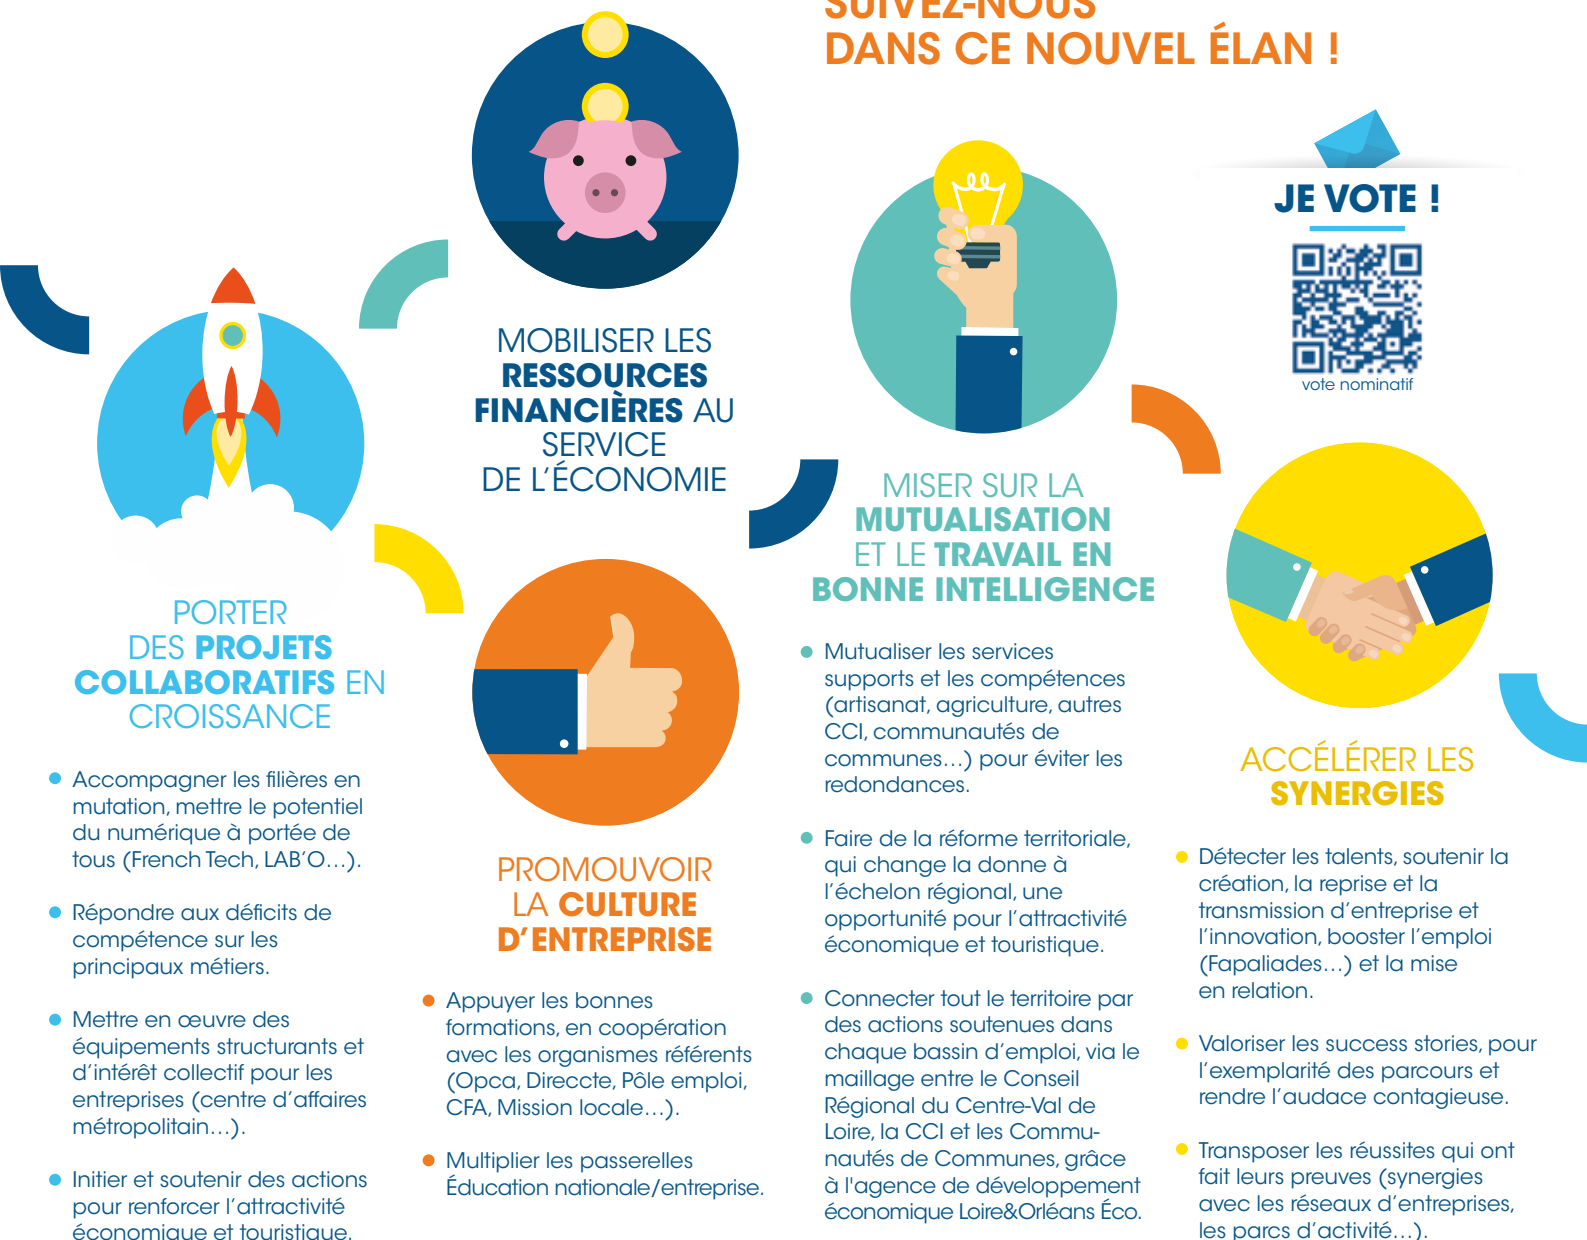 SUIVEZ-NOUS
DANS CE NOUVEL ÉLAN !
JE VOTE !
vote nominatif
PORTER
DES PROJETS
COLLABORATIFS EN
CROISSANCE
Accompagner les filières en
mutation, mettre le potentiel
du numérique à portée de
tous (French Tech, LAB'O...).
Répondre aux déficits de
compétence sur les
principaux métiers.
Mettre en œuvre des
équipements structurants et
d'intérêt collectif pour les
entreprises (centre d'affaires
métropolitain...).
Initier et soutenir des actions
pour renforcer l'attractivité
économique et touristique.
MOBILISER LES
RESSOURCES
FINANCIÈRES AU
SERVICE
DE L'ÉCONOMIE
PROMOUVOIR
LA CULTURE
D'ENTREPRISE
Appuyer les bonnes
formations, en coopération
avec les organismes référents
(Opca, Direccte, Pôle emploi,
CFA, Mission locale...).
Multiplier les passerelles
Éducation nationale/entreprise.
MISER SUR LA
MUTUALISATION
ET LE TRAVAIL EN
BONNE INTELLIGENCE
Mutualiser les services
supports et les compétences
(artisanat, agriculture, autres
CCI, communautés de
communes...) pour éviter les
redondances.
Faire de la réforme territoriale,
qui change la donne à
l'échelon régional, une
opportunité pour l'attractivité
économique et touristique.
Connecter tout le territoire par
des actions soutenues dans
chaque bassin d'emploi, via le
maillage entre le Conseil
Régional du Centre-Val de
Loire, la CCI et les Commu-
nautés de Communes, grâce
à l'agence de développement
économique Loire&Orléans Éco.
ACCÉLÉRER LES
SYNERGIES
Détecter les talents, soutenir la
création, la reprise et la
transmission d'entreprise et
l'innovation, booster l'emploi
(Fapaliades...) et la mise
en relation.
Valoriser les success stories, pour
l'exemplarité des parcours et
rendre l'audace contagieuse.
Transposer les réussites qui ont
fait leurs preuves (synergies
avec les réseaux d'entreprises,
les parcs d'activité...).